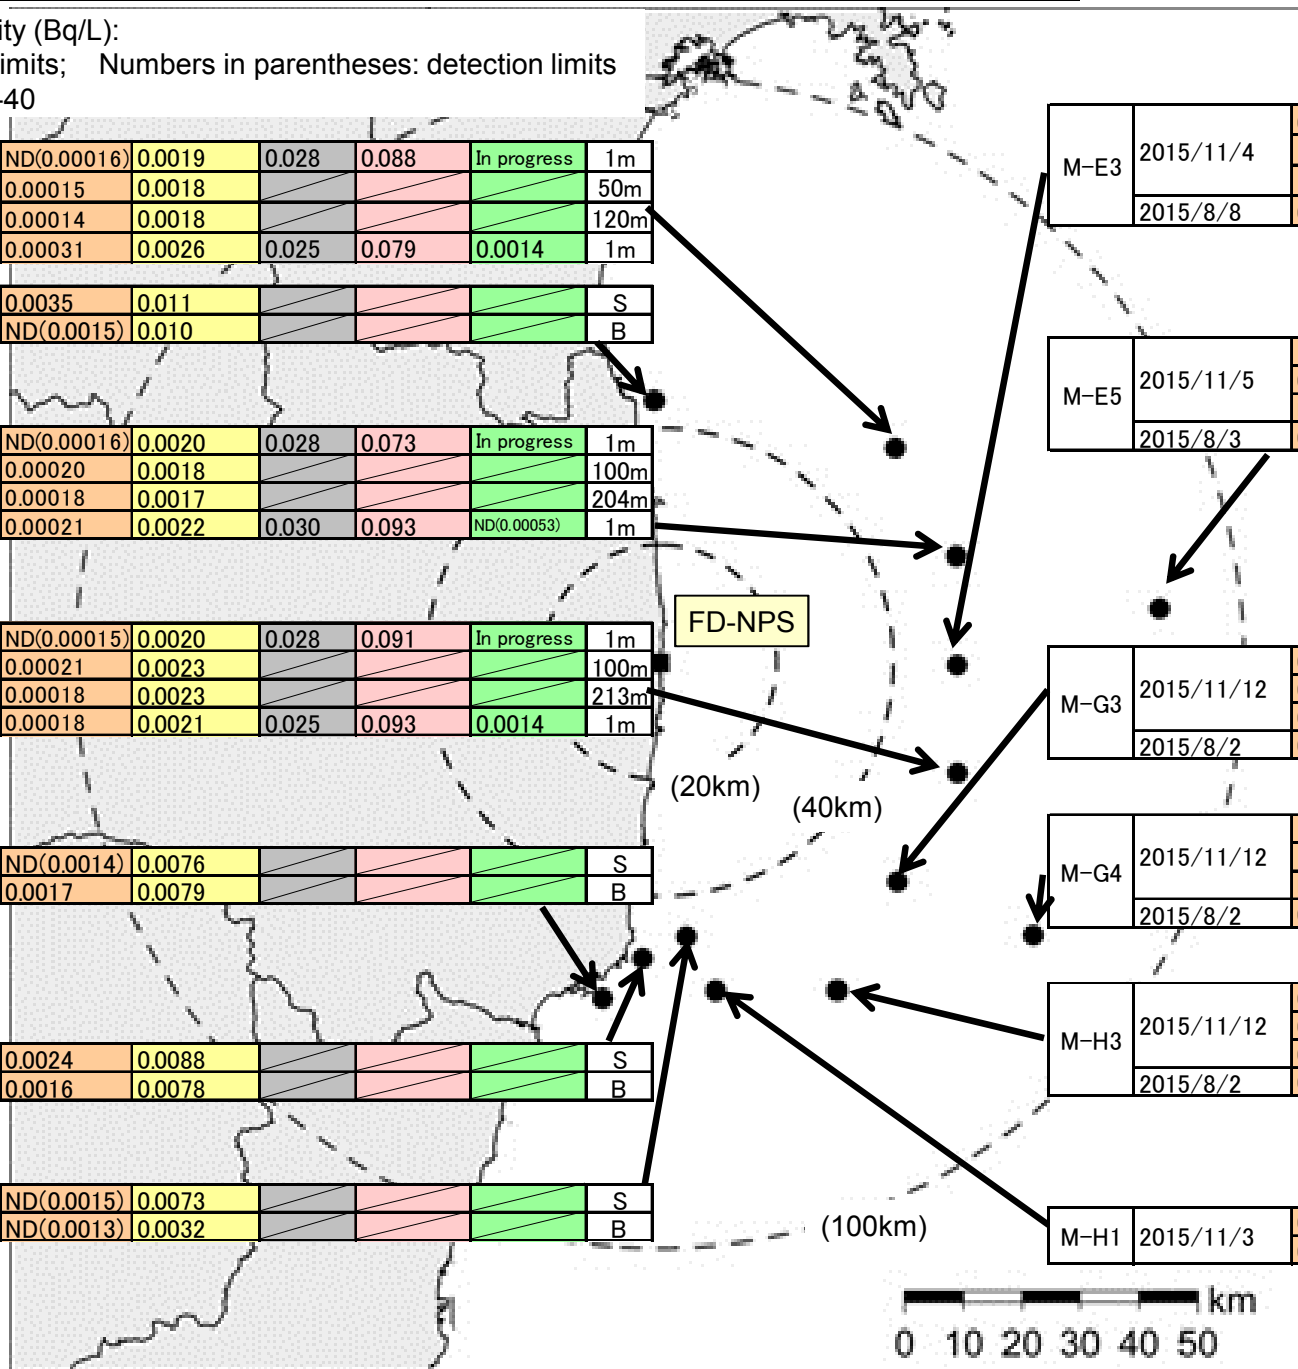 ity (Bq/L):
imits; Numbers in parentheses: detection limits
-40
ND(0.00016) 0.0019 0.028 0.088 In progress 1m
0.00015 0.0018 50m
0.00014 0.0018 120m
0.00031 0.0026 0.025 0.079 0.0014 1m
M-E3 2015/11/4
2015/8/8
0.0035 0.011 S
ND(0.0015) 0.010 B
M-E5 2015/11/5
2015/8/3
ND(0.00016) 0.0020 0.028 0.073 In progress 1m
0.00020 0.0018 100m
0.00018 0.0017 204m
0.00021 0.0022 0.030 0.093 ND(0.00053) 1m
FD-NPS
ND(0.00015) 0.0020 0.028 0.091 In progress 1m
0.00021 0.0023 100m
0.00018 0.0023 213m
0.00018 0.0021 0.025 0.093 0.0014 1m
M-G3 2015/11/12
2015/8/2
(20km)
(40km)
ND(0.0014) 0.0076 S
0.0017 0.0079 B
M-G4 2015/11/12
2015/8/2
0.0024 0.0088 S
0.0016 0.0078 B
M-H3 2015/11/12
2015/8/2
ND(0.0015) 0.0073 S
ND(0.0013) 0.0032 B
(100km)
M-H1 2015/11/3
km
0 10 20 30 40 50